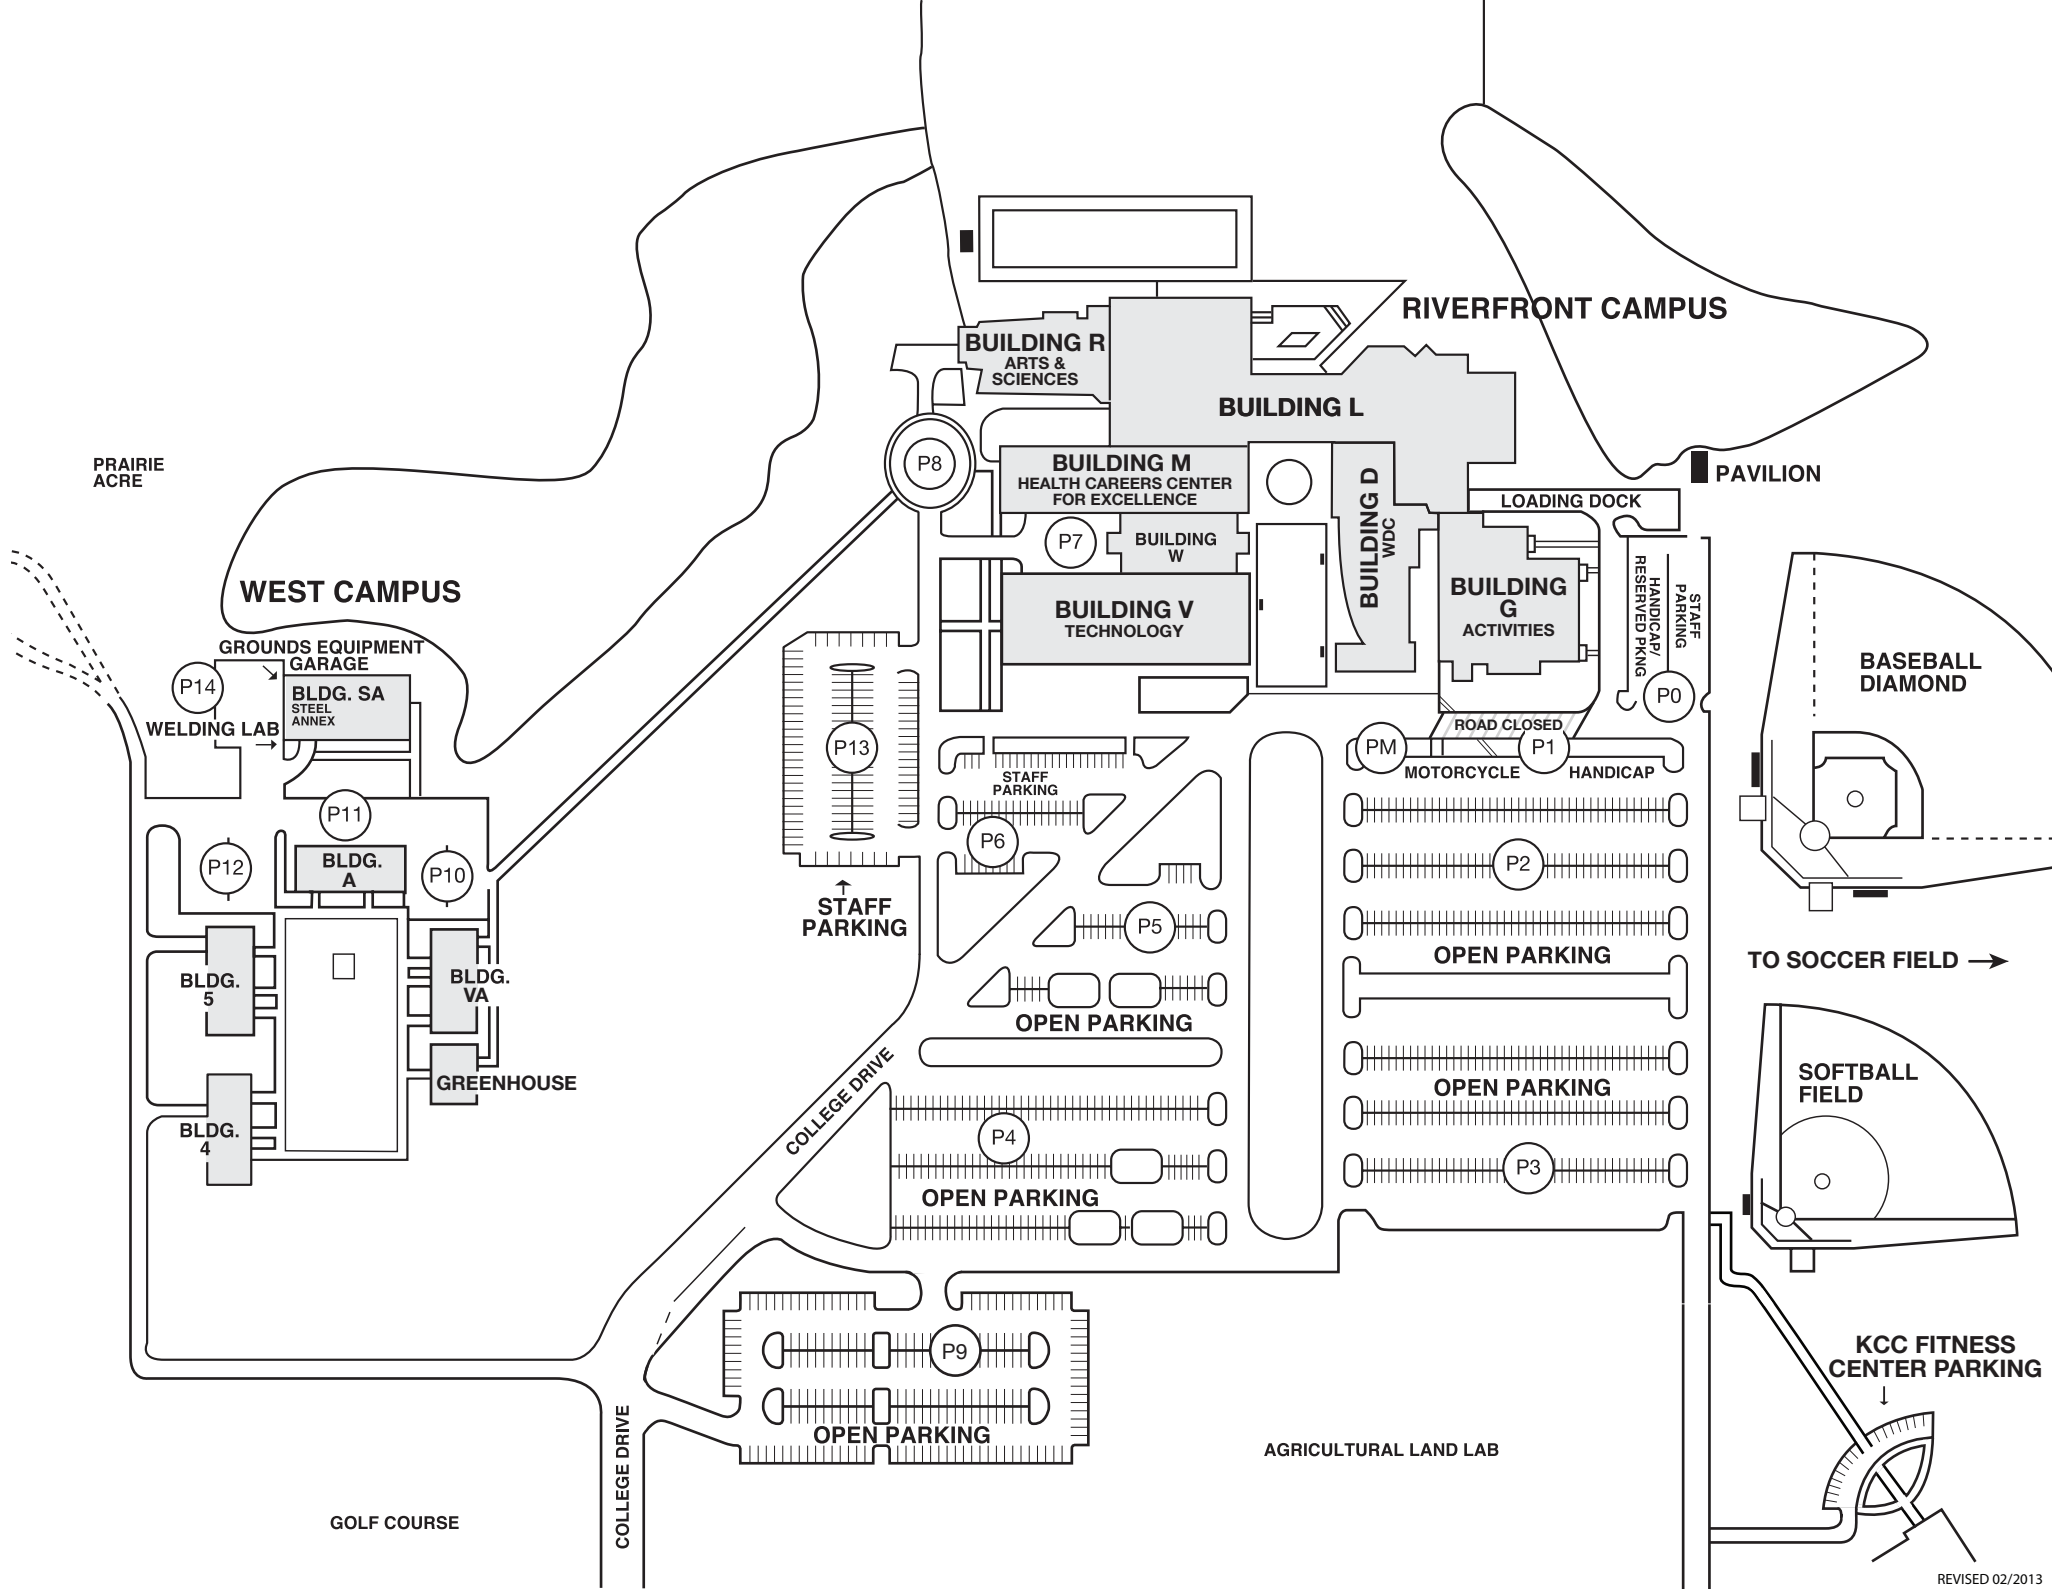 RIVERFRONT CAMPUS
BUILDING R
ARTS &
SCIENCES
BUILDING L
P8
BUILDING M
HEALTH CAREERS CENTER
FOR EXCELLENCE
BUILDING D
WDC
PAVILION
LOADING DOCK
P7
BUILDING
W
BUILDING V
TECHNOLOGY
BUILDING
G
ACTIVITIES
HANDICAP/
RESERVED PKNG
STAFF
PARKING
P0
ROAD CLOSED
PM
P1
MOTORCYCLE
HANDICAP
PRAIRIE
ACRE
WEST CAMPUS
GROUNDS EQUIPMENT
GARAGE
P14
BLDG. SA
STEEL
ANNEX
WELDING LAB
P11
P12
BLDG.
A
P10
BLDG.
5
BLDG.
VA
GREENHOUSE
BLDG.
4
P13
STAFF
PARKING
STAFF
PARKING
P6
P5
OPEN PARKING
P2
OPEN PARKING
OPEN PARKING
P3
COLLEGE DRIVE
P4
OPEN PARKING
P9
OPEN PARKING
COLLEGE DRIVE
BASEBALL
DIAMOND
TO SOCCER FIELD →
SOFTBALL
FIELD
KCC FITNESS
CENTER PARKING
AGRICULTURAL LAND LAB
GOLF COURSE
REVISED 02/2013